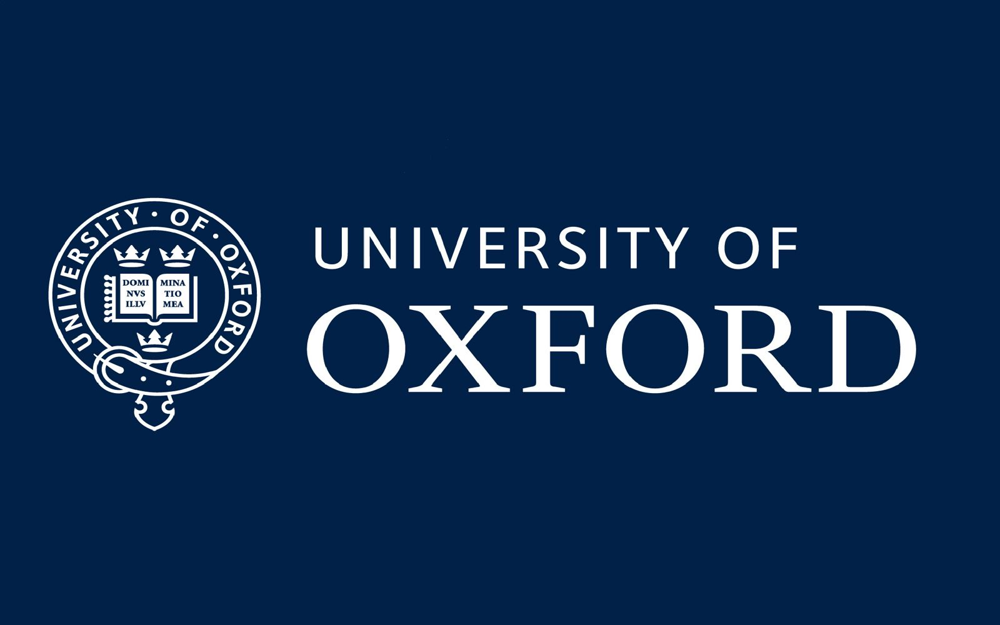 UNIVERSITY · OF · OXFORD
DOMI
NVS
ILLV
MINA
TIO
MEA
UNIVERSITY OF
OXFORD